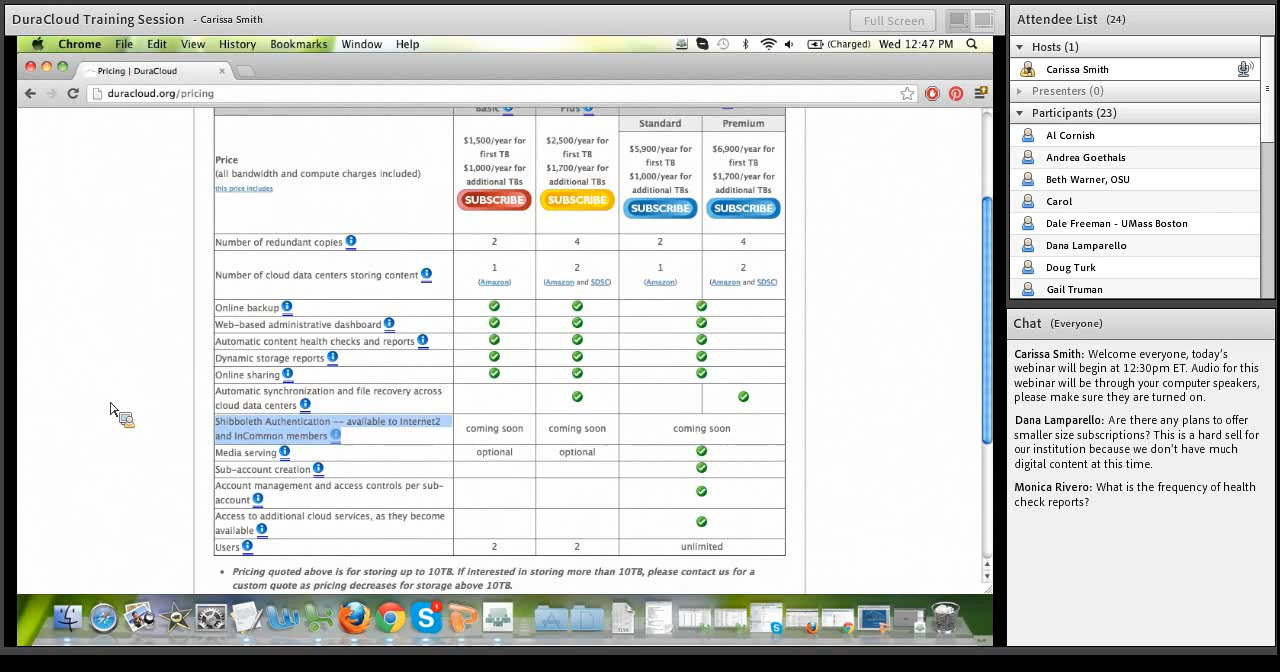 DuraCloud Training Session - Carissa Smith
Full Screen
Chrome File Edit View History Bookmarks Window Help
(Charged) Wed 12:47 PM
Pricing | DuraCloud
duracloud.org/pricing
Basic Plus
Standard Premium
Price
(all bandwidth and compute charges included)
this price includes
$1,500/year for
first TB
$1,000/year for
additional TBs
SUBSCRIBE
$2,500/year for
first TB
$1,700/year for
additional TBs
SUBSCRIBE
$5,900/year for
first TB
$1,000/year for
additional TBs
SUBSCRIBE
$6,900/year for
first TB
$1,700/year for
additional TBs
SUBSCRIBE
Number of redundant copies 2 4 2 4
Number of cloud data centers storing content 1 2 1 2
(Amazon) (Amazon and SDSC) (Amazon) (Amazon and SDSC)
Online backup
Web-based administrative dashboard
Automatic content health checks and reports
Dynamic storage reports
Online sharing
Automatic synchronization and file recovery across
cloud data centers
Shibboleth Authentication -- available to Internet2
and InCommon members
coming soon coming soon coming soon
Media serving optional optional
Sub-account creation
Account management and access controls per sub-
account
Access to additional cloud services, as they become
available
Users 2 2 unlimited
• Pricing quoted above is for storing up to 10TB. If interested in storing more than 10TB, please contact us for a
custom quote as pricing decreases for storage above 10TB.
1
Attendee List (24)
Hosts (1)
Carissa Smith
Presenters (0)
Participants (23)
Al Cornish
Andrea Goethals
Beth Warner, OSU
Carol
Dale Freeman - UMass Boston
Dana Lamparello
Doug Turk
Gail Truman
Chat (Everyone)
Carissa Smith: Welcome everyone, today's
webinar will begin at 12:30pm ET. Audio for this
webinar will be through your computer speakers,
please make sure they are turned on.
Dana Lamparello: Are there any plans to offer
smaller size subscriptions? This is a hard sell for
our institution because we don't have much
digital content at this time.
Monica Rivero: What is the frequency of health
check reports?